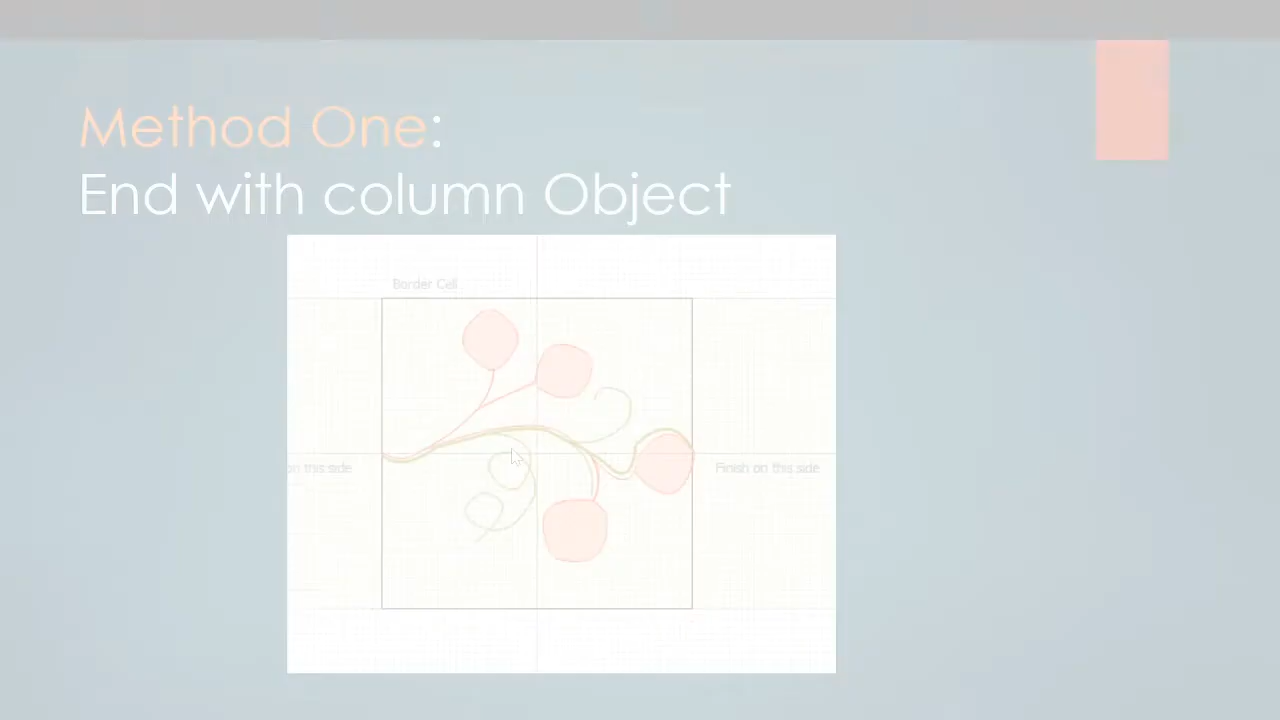 Method One:
End with column Object
Border Cell
on this side
Finish on this side